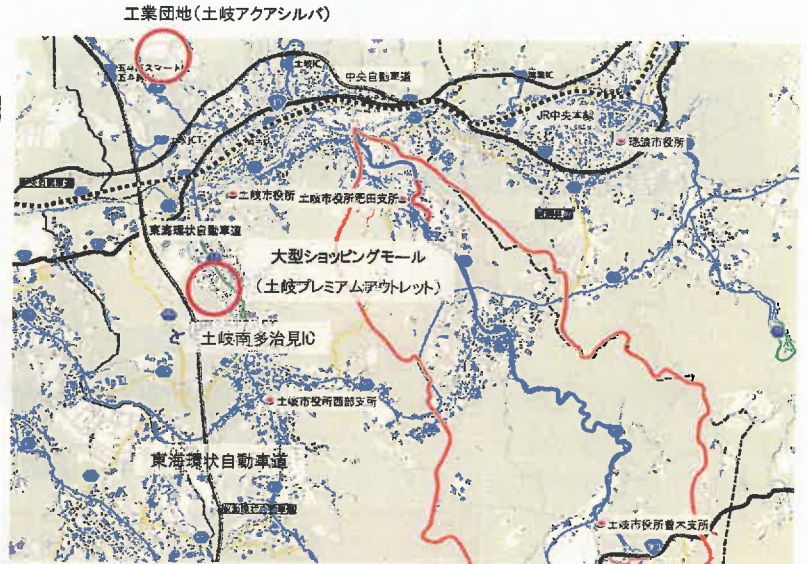 工業団地(土岐アクアシルバ)
土岐IC
中央自動車道
JR中央本線
瑞浪市役所
土岐市役所
土岐市役所肥田支所
東海環状自動車道
大型ショッピングモール
(土岐プレミアムアウトレット)
土岐南多治見IC
土岐市役所西部支所
東海環状自動車道
土岐市役所曽木支所